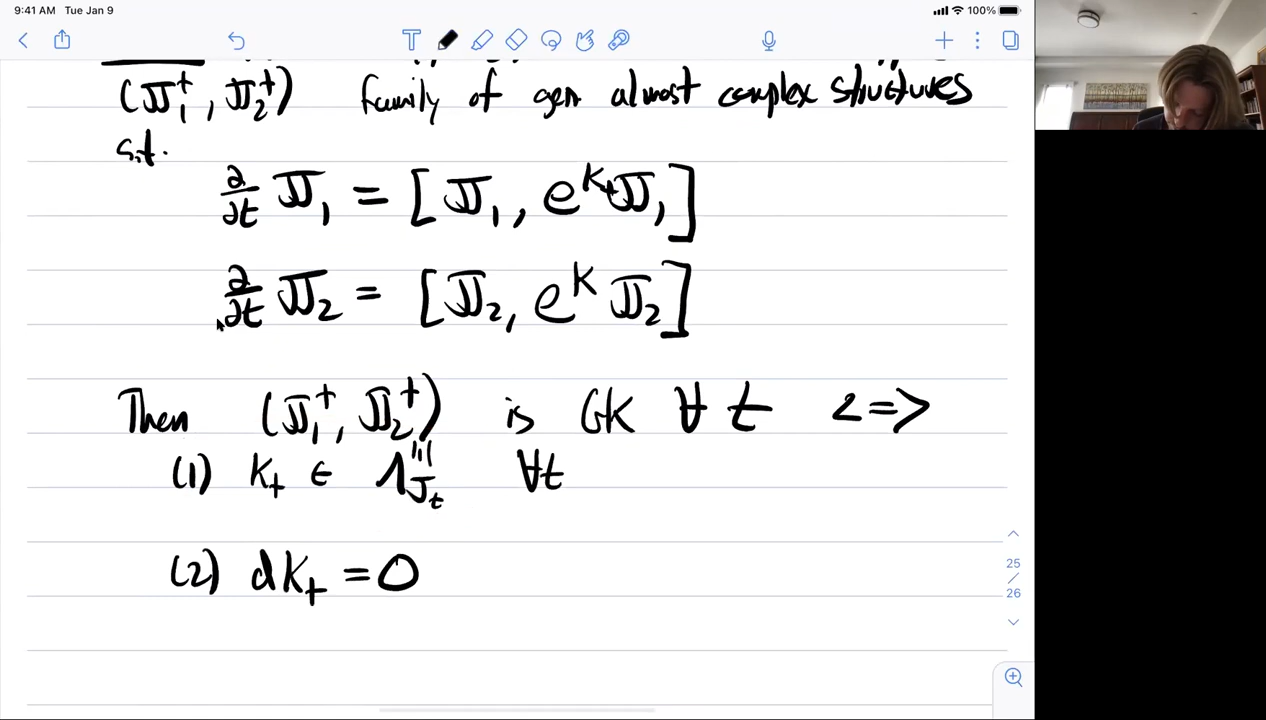 9:41 AM Tue Jan 9
100%
(𝕁₁ᵗ, 𝕁₂ᵗ) family of gen almost complex structures
s.t.
∂/∂t 𝕁₁ = [𝕁₁, e^{K_t} 𝕁₁]
∂/∂t 𝕁₂ = [𝕁₂, e^K 𝕁₂]
Then (𝕁₁ᵗ, 𝕁₂ᵗ) is GK ∀ t <=>
(1) K_t ∈ Λ^{1,1}_{J_t} ∀t
(2) dK_t = 0
25
/
26